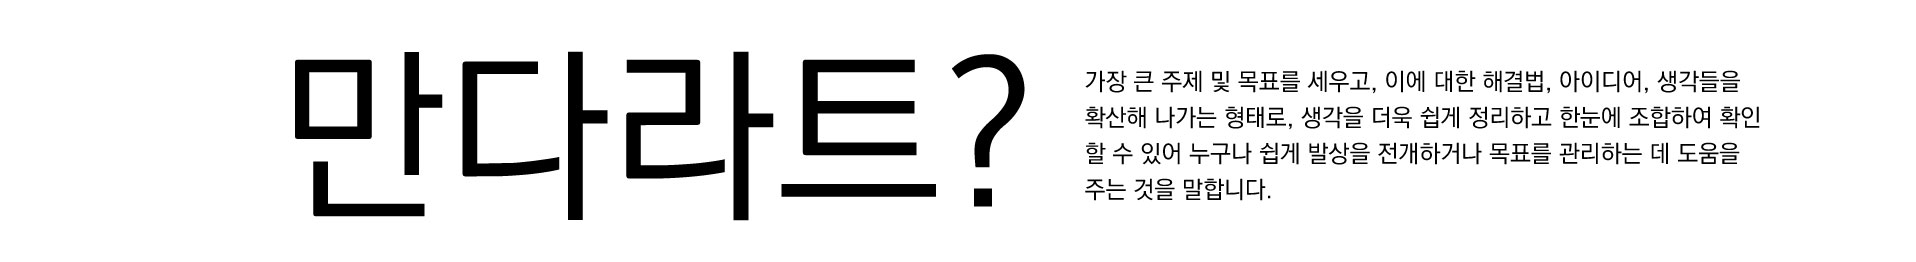 만다라트?
가장 큰 주제 및 목표를 세우고, 이에 대한 해결법, 아이디어, 생각들을
확산해 나가는 형태로, 생각을 더욱 쉽게 정리하고 한눈에 조합하여 확인
할 수 있어 누구나 쉽게 발상을 전개하거나 목표를 관리하는 데 도움을
주는 것을 말합니다.